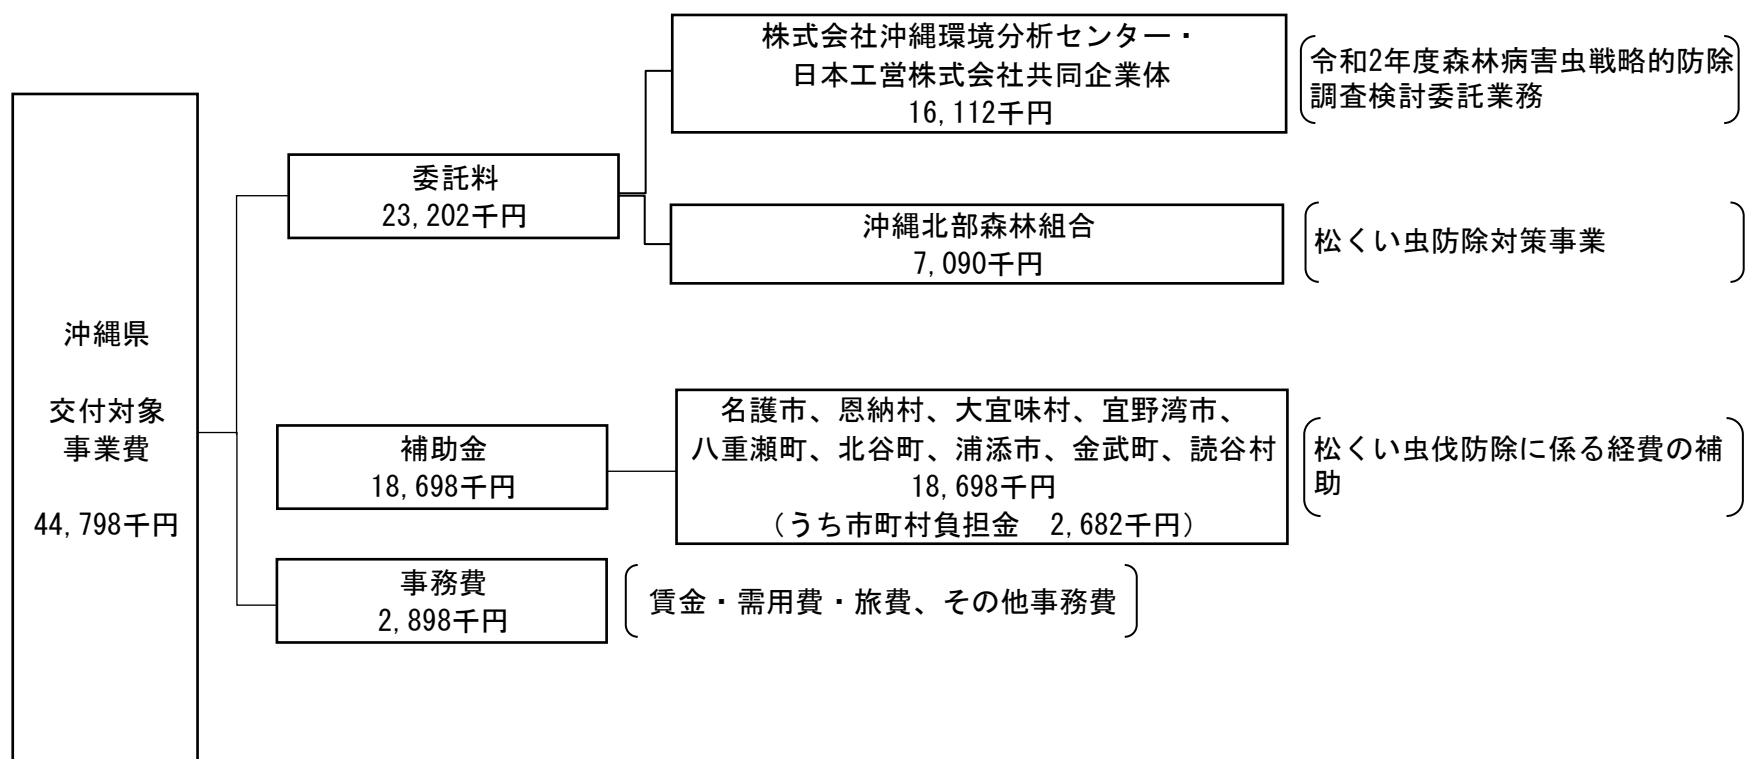 沖縄県
交付対象
事業費
44,798千円
委託料
23,202千円
株式会社沖縄環境分析センター・
日本工営株式会社共同企業体
16,112千円
令和2年度森林病害虫戦略的防除
調査検討委託業務
沖縄北部森林組合
7,090千円
松くい虫防除対策事業
補助金
18,698千円
名護市、恩納村、大宜味村、宜野湾市、
八重瀬町、北谷町、浦添市、金武町、読谷村
18,698千円
（うち市町村負担金　2,682千円）
松くい虫伐防除に係る経費の補
助
事務費
2,898千円
賃金・需用費・旅費、その他事務費